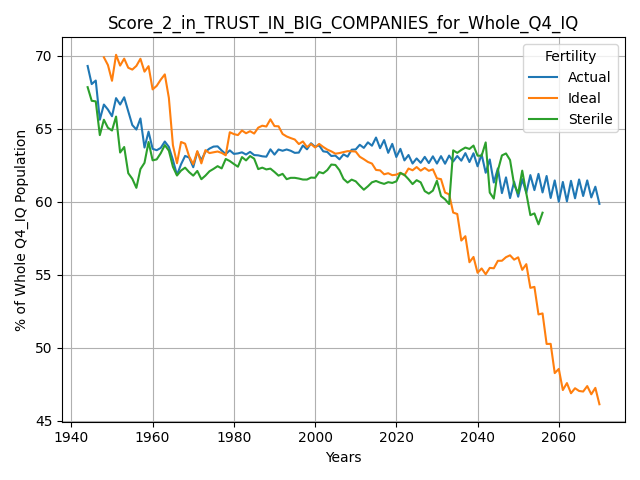 Score_2_in_TRUST_IN_BIG_COMPANIES_for_Whole_Q4_IQ
Fertility
Actual
Ideal
Sterile
% of Whole Q4_IQ Population
70
65
60
55
50
45
1940
1960
1980
2000
2020
2040
2060
Years